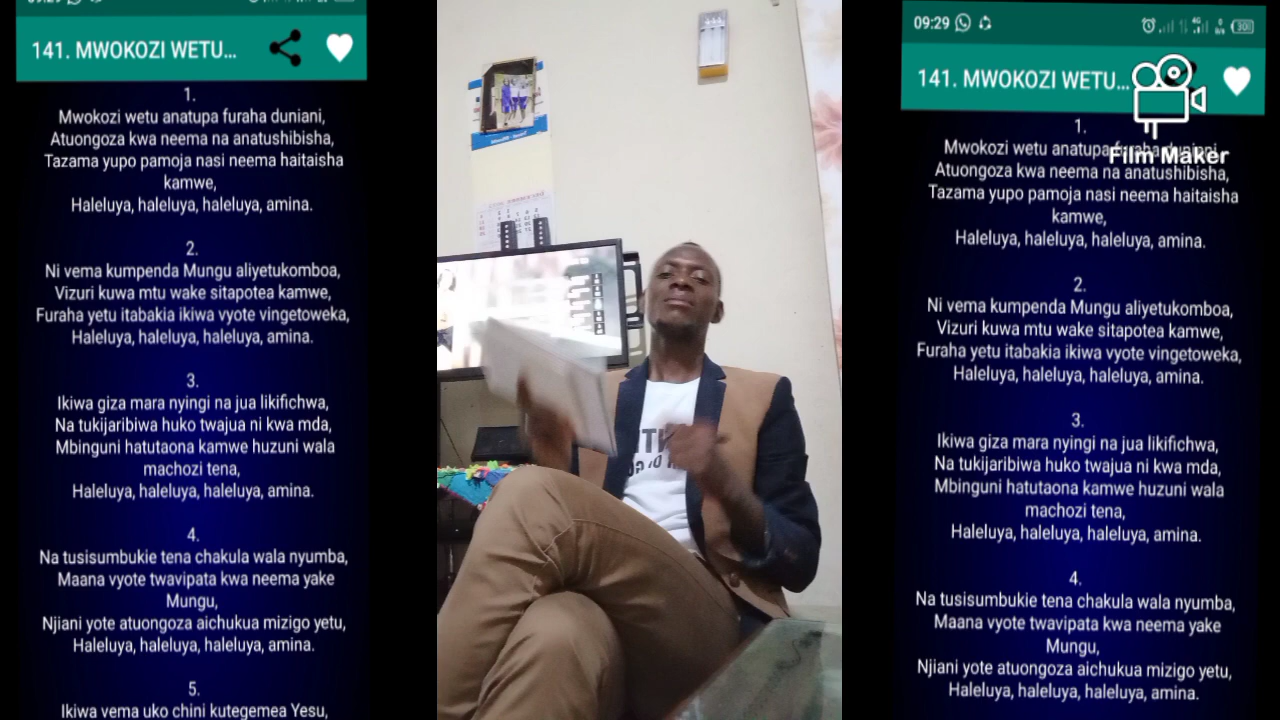 141. MWOKOZI WETU...
1.
Mwokozi wetu anatupa furaha duniani,
Atuongoza kwa neema na anatushibisha,
Tazama yupo pamoja nasi neema haitaisha
kamwe,
Haleluya, haleluya, haleluya, amina.
2.
Ni vema kumpenda Mungu aliyetukomboa,
Vizuri kuwa mtu wake sitapotea kamwe,
Furaha yetu itabakia ikiwa vyote vingetoweka,
Haleluya, haleluya, haleluya, amina.
3.
Ikiwa giza mara nyingi na jua likifichwa,
Na tukijaribiwa huko twajua ni kwa mda,
Mbinguni hatutaona kamwe huzuni wala
machozi tena,
Haleluya, haleluya, haleluya, amina.
4.
Na tusisumbukie tena chakula wala nyumba,
Maana vyote twavipata kwa neema yake
Mungu,
Njiani yote atuongoza aichukua mizigo yetu,
Haleluya, haleluya, haleluya, amina.
5.
Ikiwa vema uko chini kutegemea Yesu,
09:29
141. MWOKOZI WETU...
Film Maker
1.
Mwokozi wetu anatupa furaha duniani,
Atuongoza kwa neema na anatushibisha,
Tazama yupo pamoja nasi neema haitaisha
kamwe,
Haleluya, haleluya, haleluya, amina.
2.
Ni vema kumpenda Mungu aliyetukomboa,
Vizuri kuwa mtu wake sitapotea kamwe,
Furaha yetu itabakia ikiwa vyote vingetoweka,
Haleluya, haleluya, haleluya, amina.
3.
Ikiwa giza mara nyingi na jua likifichwa,
Na tukijaribiwa huko twajua ni kwa mda,
Mbinguni hatutaona kamwe huzuni wala
machozi tena,
Haleluya, haleluya, haleluya, amina.
4.
Na tusisumbukie tena chakula wala nyumba,
Maana vyote twavipata kwa neema yake
Mungu,
Njiani yote atuongoza aichukua mizigo yetu,
Haleluya, haleluya, haleluya, amina.